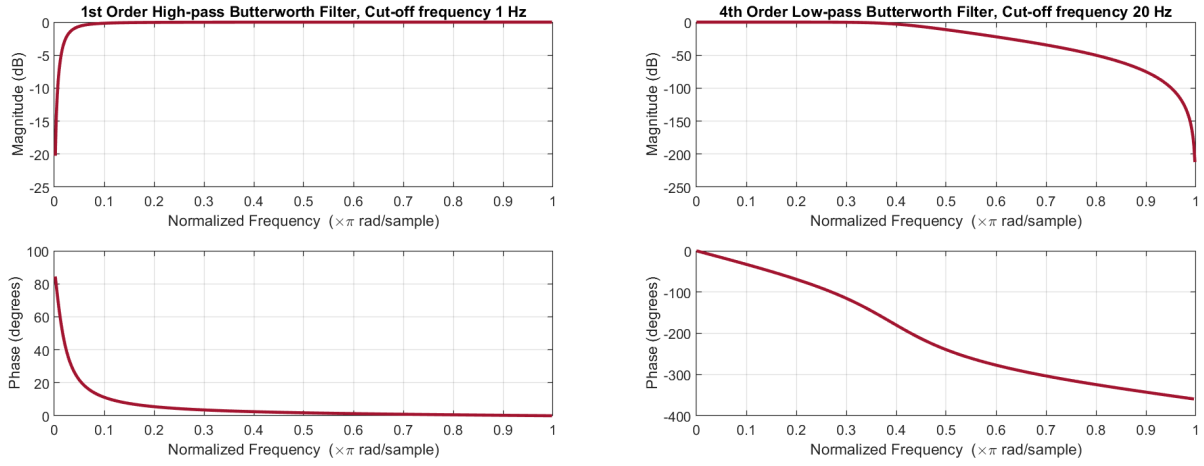 1st Order High-pass Butterworth Filter, Cut-off frequency 1 Hz
0
-5
-10
-15
-20
-25
Magnitude (dB)
0 0.1 0.2 0.3 0.4 0.5 0.6 0.7 0.8 0.9 1
Normalized Frequency (×π rad/sample)
4th Order Low-pass Butterworth Filter, Cut-off frequency 20 Hz
0
-50
-100
-150
-200
-250
Magnitude (dB)
0 0.1 0.2 0.3 0.4 0.5 0.6 0.7 0.8 0.9 1
Normalized Frequency (×π rad/sample)
100
80
60
40
20
0
Phase (degrees)
0 0.1 0.2 0.3 0.4 0.5 0.6 0.7 0.8 0.9 1
Normalized Frequency (×π rad/sample)
0
-100
-200
-300
-400
Phase (degrees)
0 0.1 0.2 0.3 0.4 0.5 0.6 0.7 0.8 0.9 1
Normalized Frequency (×π rad/sample)